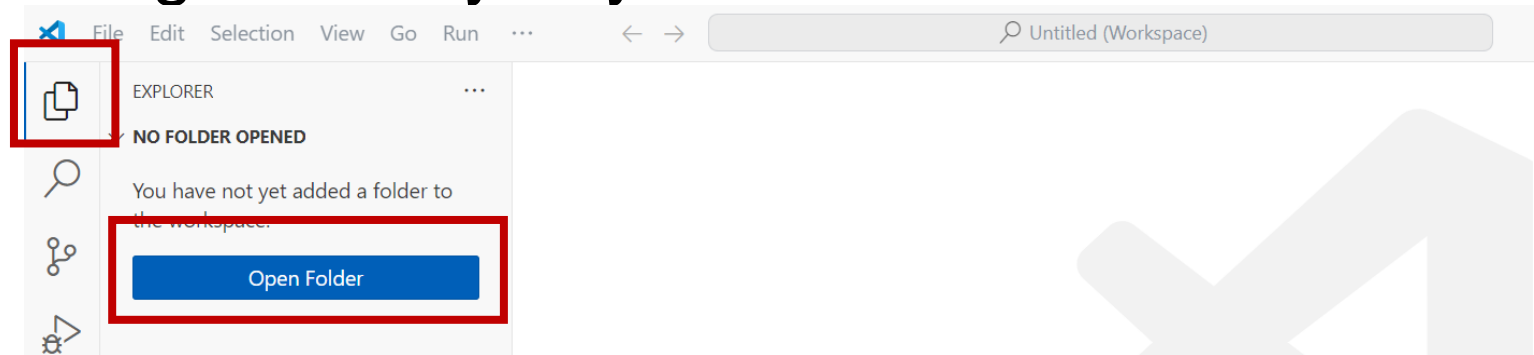 File Edit Selection View Go Run ··· ← → Untitled (Workspace)
EXPLORER ···
NO FOLDER OPENED
You have not yet added a folder to
the workspace.
Open Folder